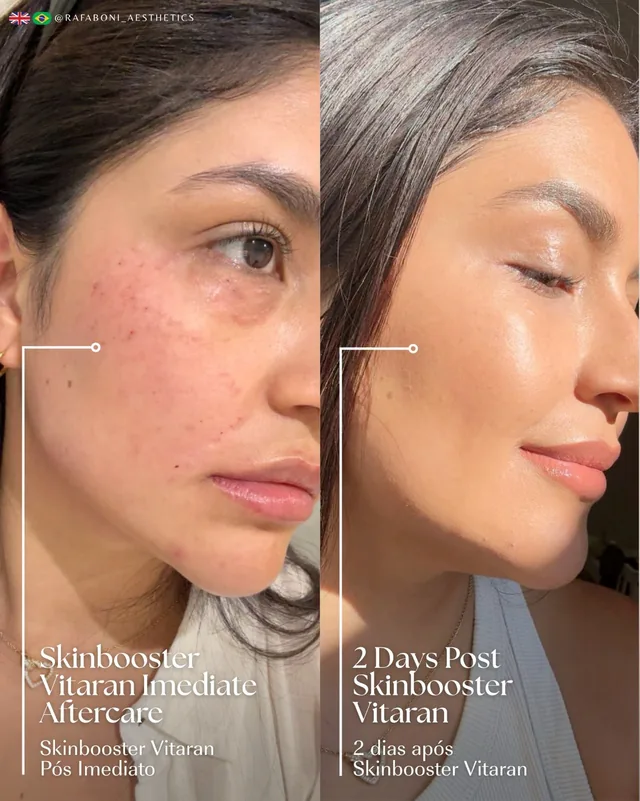 @RAFABONI_AESTHETICS
Skinbooster
Vitaran Imediate
Aftercare
Skinbooster Vitaran
Pós Imediato
2 Days Post
Skinbooster
Vitaran
2 dias após
Skinbooster Vitaran